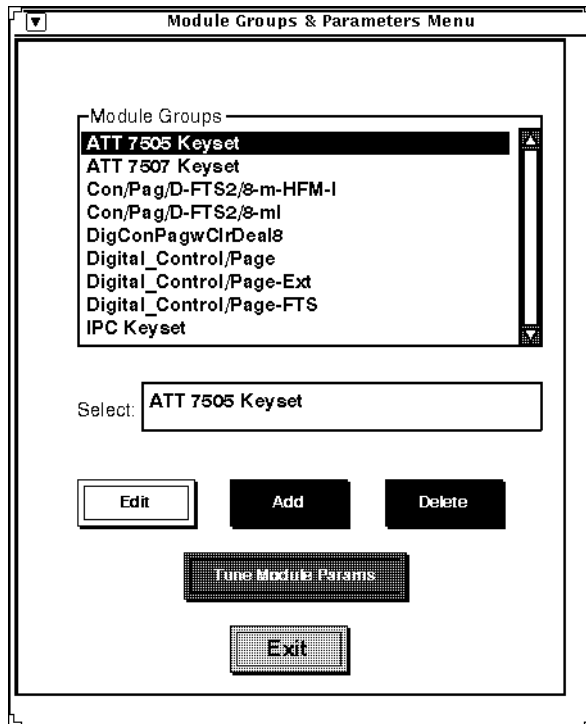 Module Groups & Parameters Menu
Module Groups
ATT 7505 Keyset
ATT 7507 Keyset
Con/Pag/D-FTS2/8-m-HFM-I
Con/Pag/D-FTS2/8-ml
DigConPagwClrDeal8
Digital_Control/Page
Digital_Control/Page-Ext
Digital_Control/Page-FTS
IPC Keyset
Select: ATT 7505 Keyset
Edit Add Delete
Tune Module Params
Exit